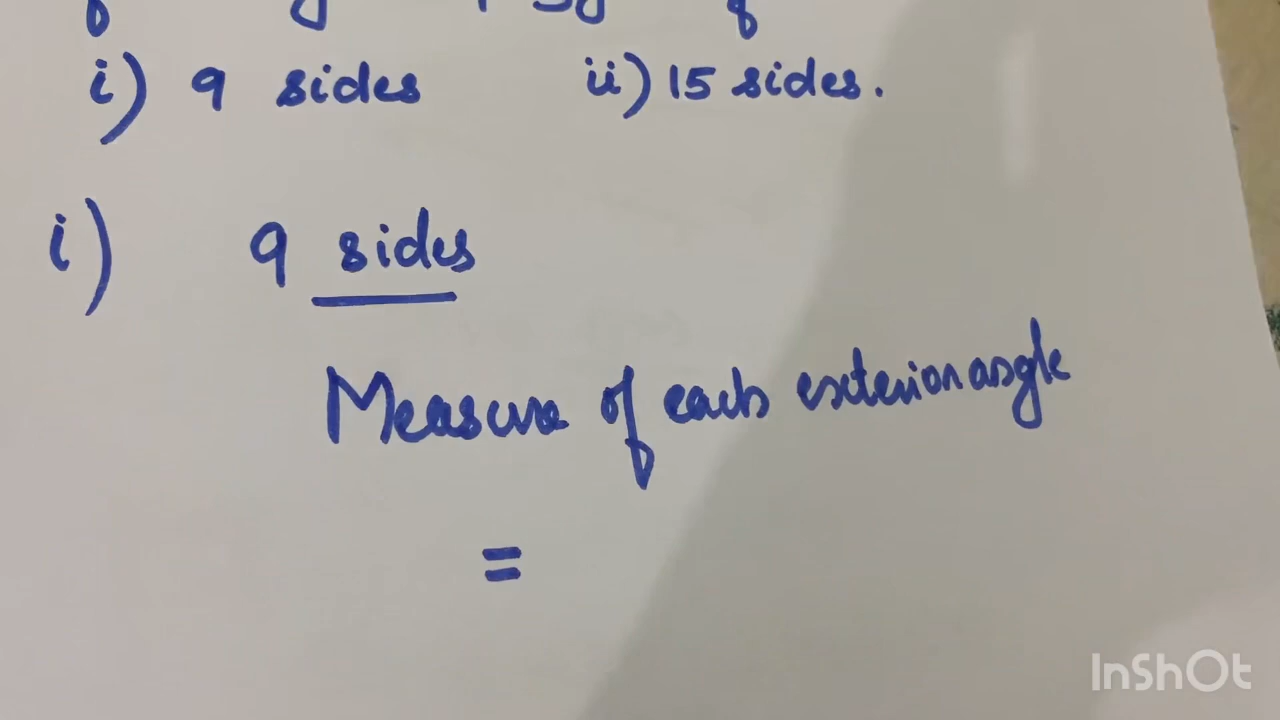 i) 9 sides ii) 15 sides.
i) 9 sides
Measure of each exterior angle
=
InShOt